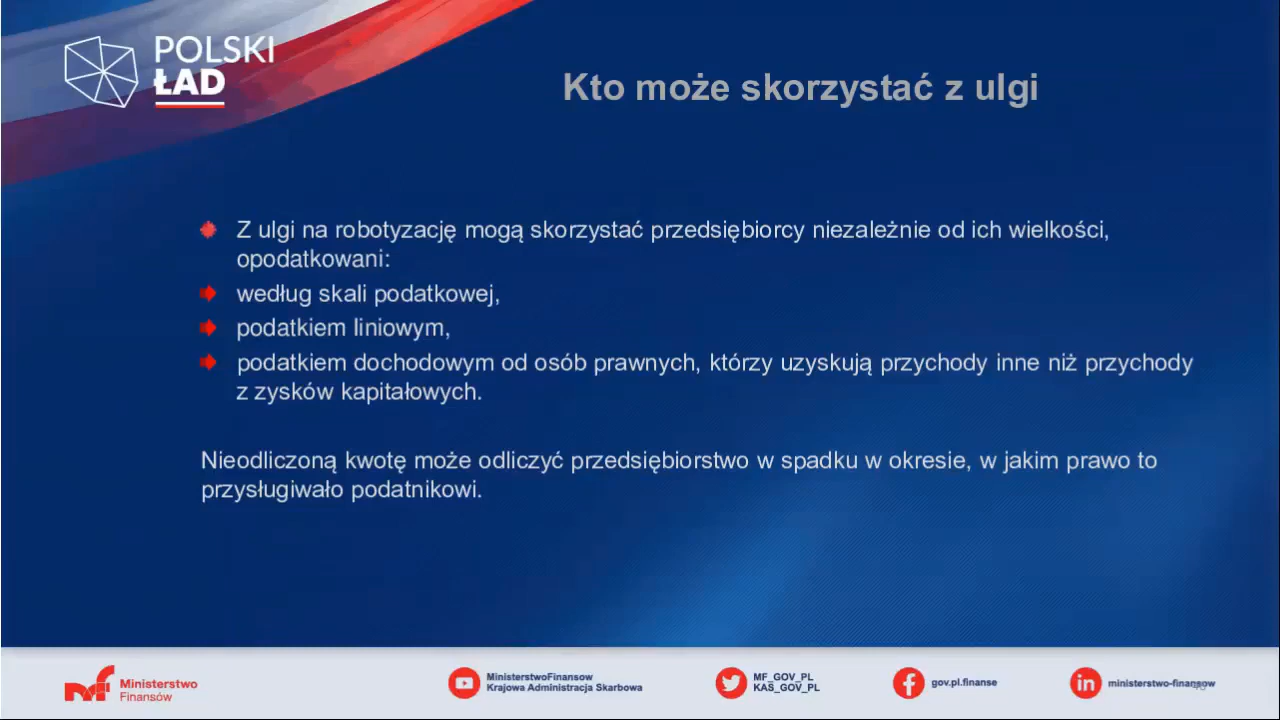 POLSKI
ŁAD
Kto może skorzystać z ulgi
Z ulgi na robotyzację mogą skorzystać przedsiębiorcy niezależnie od ich wielkości,
opodatkowani:
według skali podatkowej,
podatkiem liniowym,
podatkiem dochodowym od osób prawnych, którzy uzyskują przychody inne niż przychody
z zysków kapitałowych.
Nieodliczoną kwotę może odliczyć przedsiębiorstwo w spadku w okresie, w jakim prawo to
przysługiwało podatnikowi.
Ministerstwo
Finansów
MinisterstwoFinansow
Krajowa Administracja Skarbowa
MF_GOV_PL
KAS_GOV_PL
gov.pl.finanse
ministerstwo-finansow